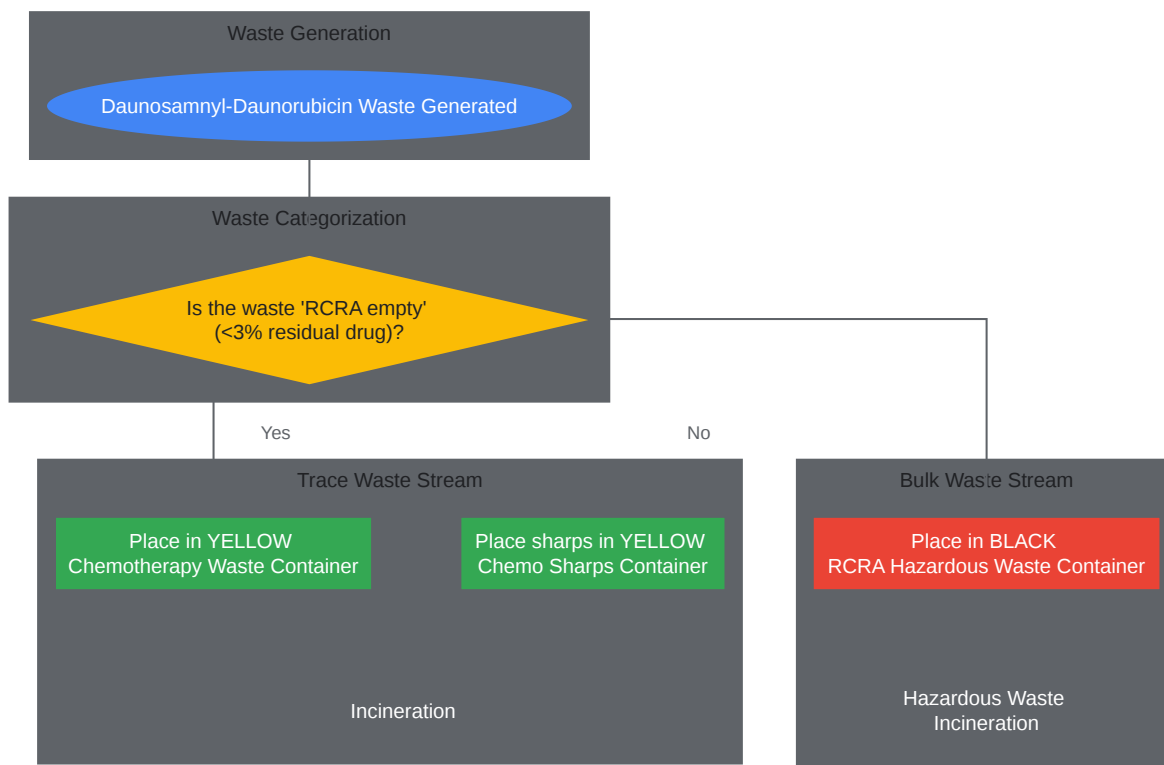 Waste Generation
Daunosamnyl-Daunorubicin Waste Generated
Waste Categorization
Is the waste 'RCRA empty'
(<3% residual drug)?
Yes
No
Trace Waste Stream
Place in YELLOW
Chemotherapy Waste Container
Place sharps in YELLOW
Chemo Sharps Container
Incineration
Bulk Waste Stream
Place in BLACK
RCRA Hazardous Waste Container
Hazardous Waste
Incineration